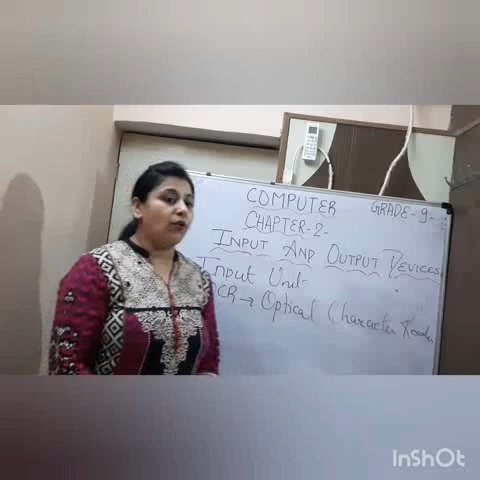 COMPUTER GRADE-9-
CHAPTER-2-
INPUT AND OUTPUT DEVICES
Input Unit-
OCR → Optical Character Reader
InShOt